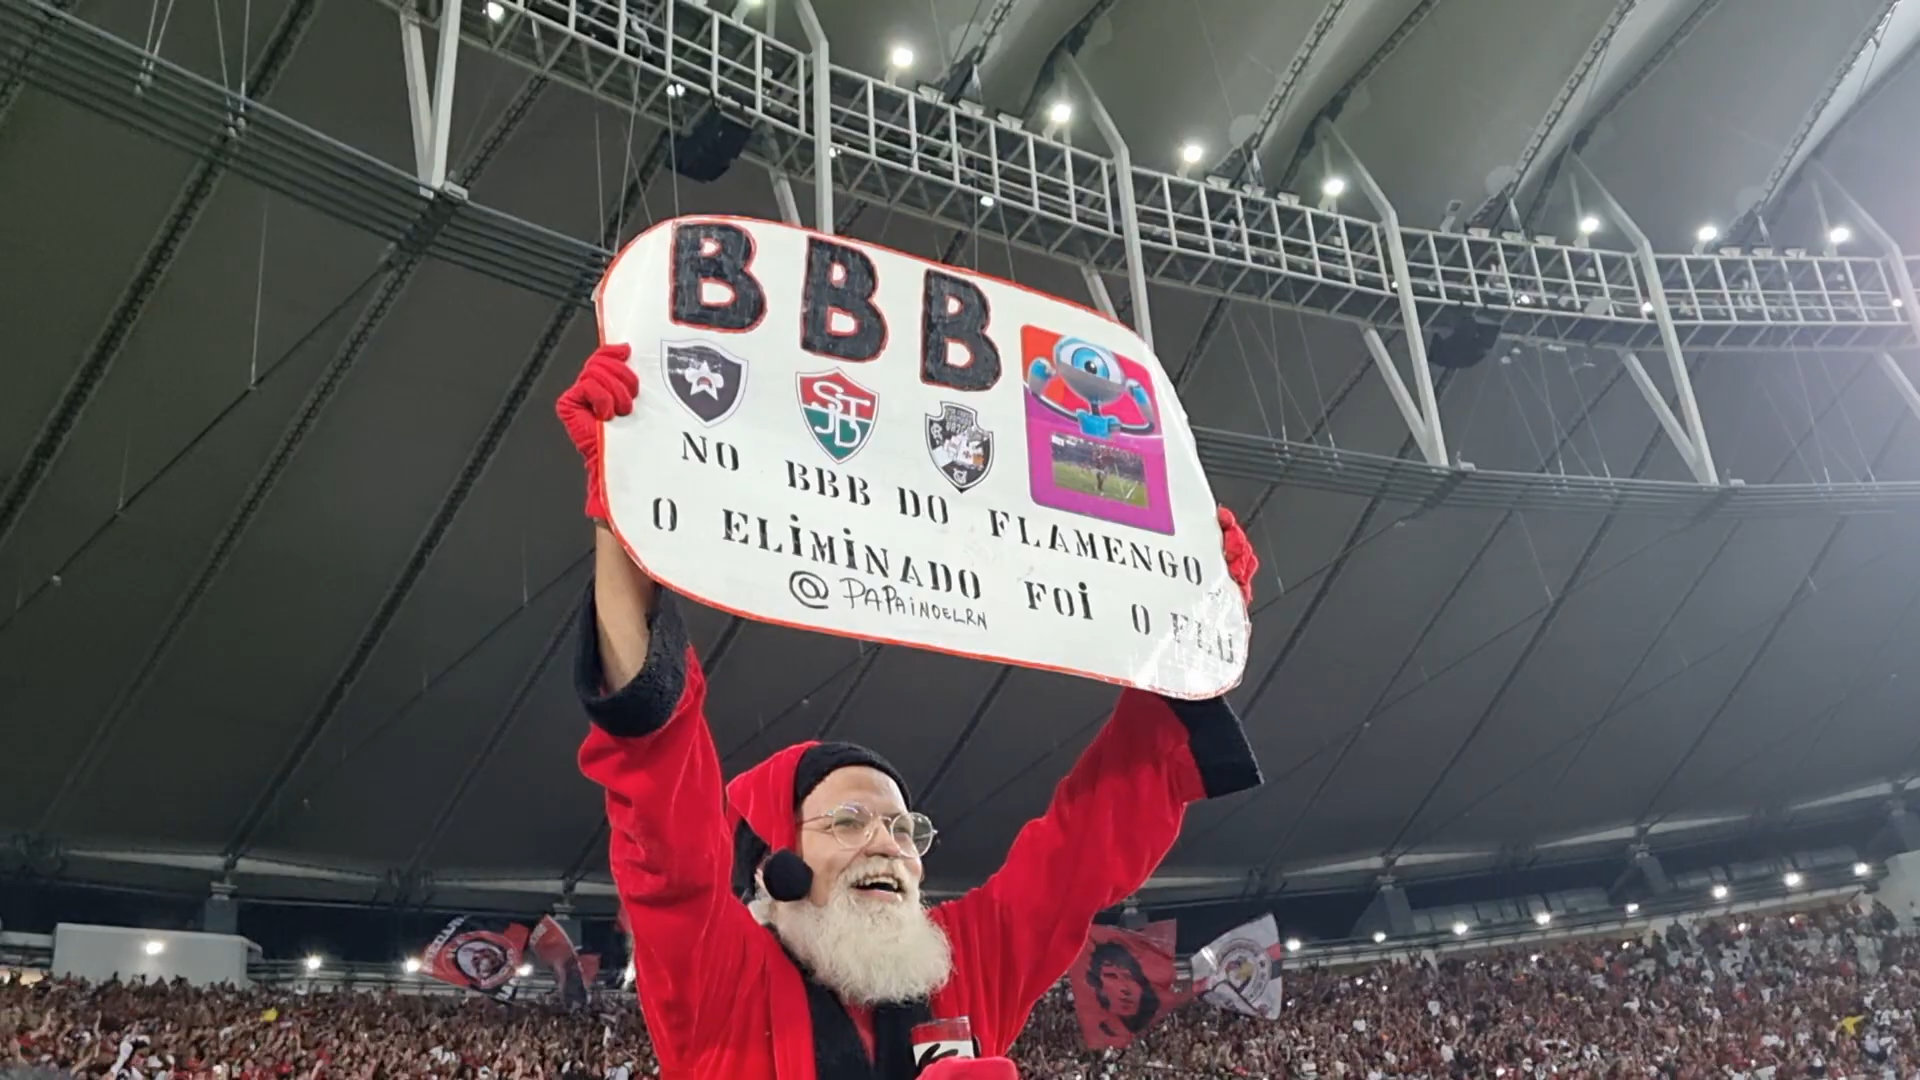 BBB
NO BBB DO FLAMENGO
O ELiMiNADO FOi O FLU
@PAPAiNOELRN